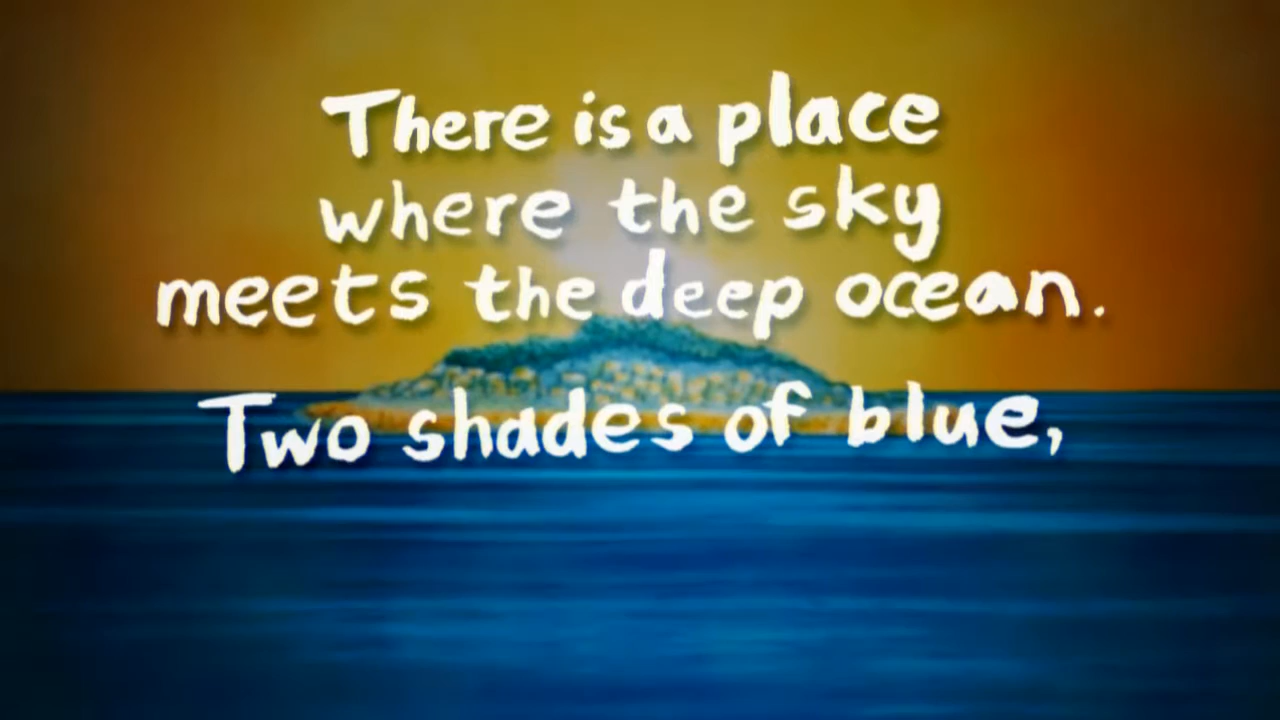 There is a place
where the sky
meets the deep ocean.
Two shades of blue,